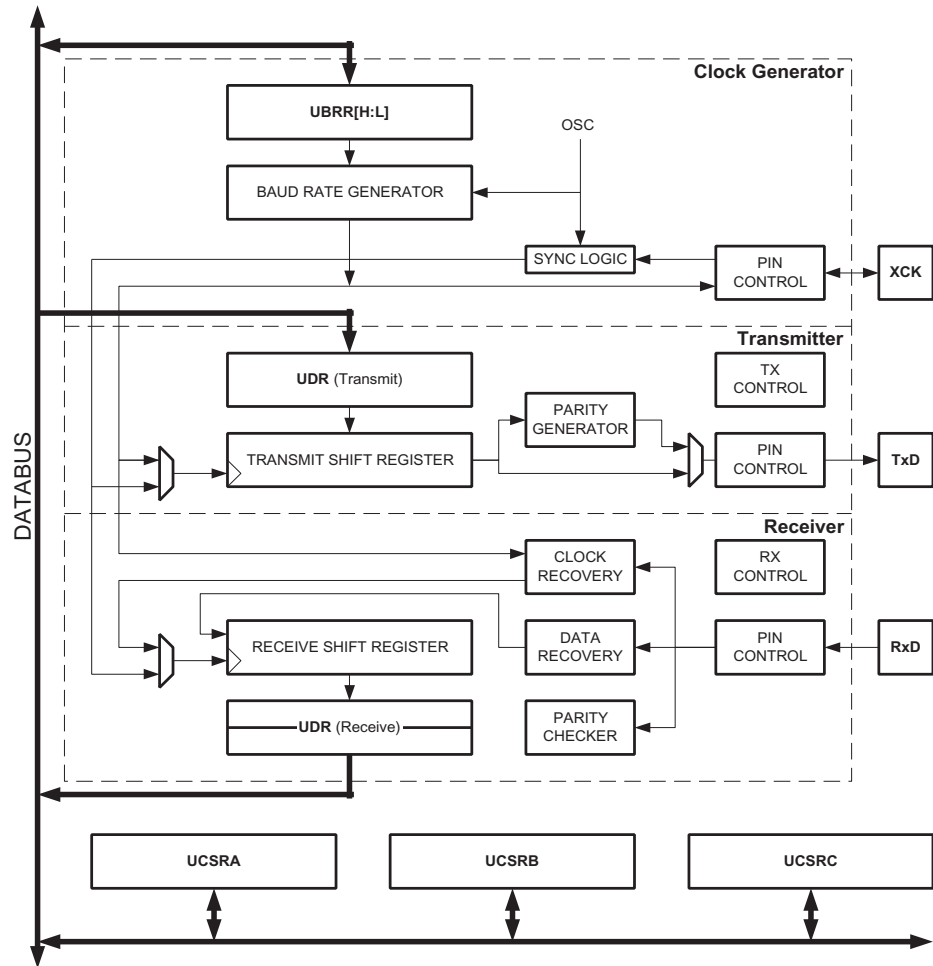 Clock Generator
UBRR[H:L]
OSC
BAUD RATE GENERATOR
SYNC LOGIC
PIN
CONTROL
XCK
Transmitter
UDR (Transmit)
TX
CONTROL
PARITY
GENERATOR
TRANSMIT SHIFT REGISTER
PIN
CONTROL
TxD
DATABUS
Receiver
CLOCK
RECOVERY
RX
CONTROL
RECEIVE SHIFT REGISTER
DATA
RECOVERY
PIN
CONTROL
RxD
UDR (Receive)
PARITY
CHECKER
UCSRA
UCSRB
UCSRC